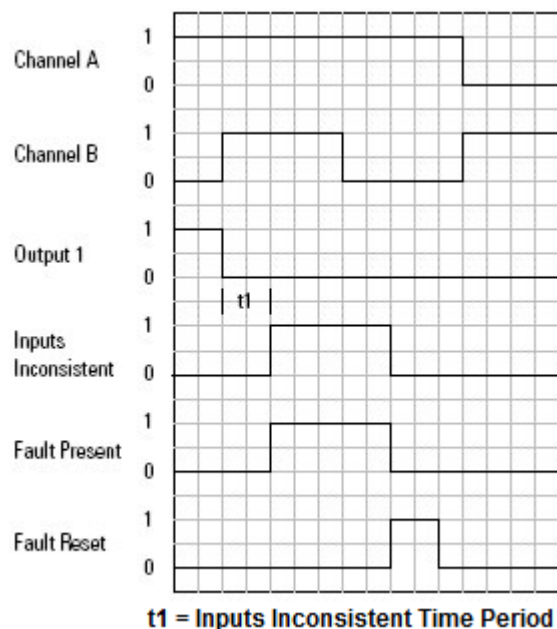 Channel A
1
0
Channel B
1
0
Output 1
1
0
t1
Inputs
Inconsistent
1
0
Fault Present
1
0
Fault Reset
1
0
t1 = Inputs Inconsistent Time Period